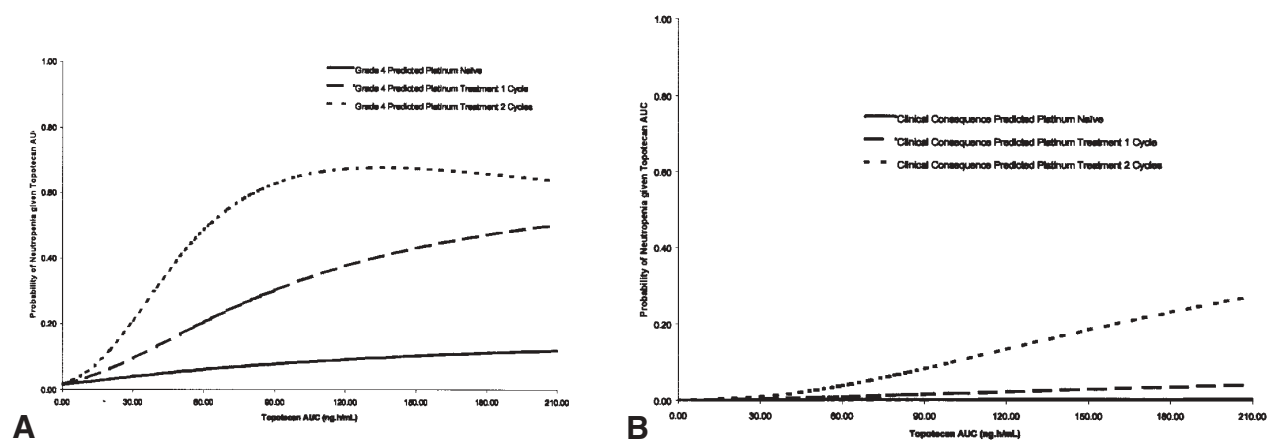 1.00
0.80
0.60
0.40
0.20
0.00
Probability of Neutropenia given Topotecan AU
Grade 4 Predicted Platinum Naive
Grade 4 Predicted Platinum Treatment 1 Cycle
Grade 4 Predicted Platinum Treatment 2 Cycles
0.00 30.00 60.00 90.00 120.00 150.00 180.00 210.00
Topotecan AUC (ng.h/mL)
A
1.00
0.80
0.60
0.40
0.20
0.00
Probability of Neutropenia given Topotecan AUC
Clinical Consequence Predicted Platinum Naive
Clinical Consequence Predicted Platinum Treatment 1 Cycle
Clinical Consequence Predicted Platinum Treatment 2 Cycles
0.00 30.00 60.00 90.00 120.00 150.00 180.00 210.00
Topotecan AUC (ng.h/mL)
B